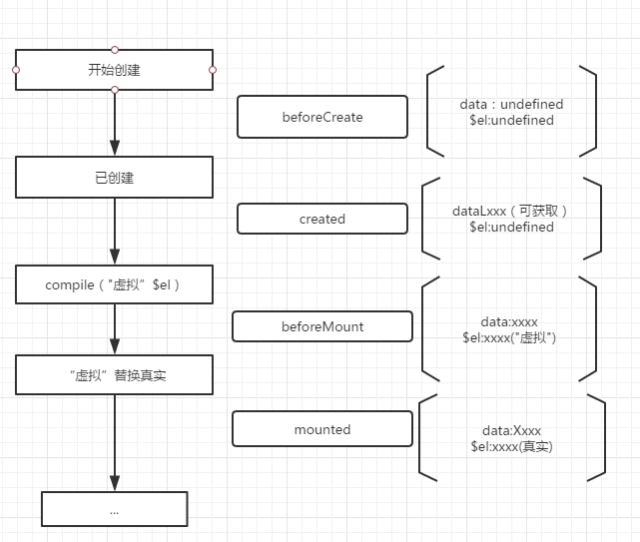 开始创建
beforeCreate
data：undefined
$el:undefined
已创建
created
dataLxxx（可获取）
$el:undefined
compile（"虚拟“ $el）
beforeMount
data:xxxx
$el:xxxx("虚拟")
“虚拟”替换真实
mounted
data:Xxxx
$el:xxxx(真实)
...